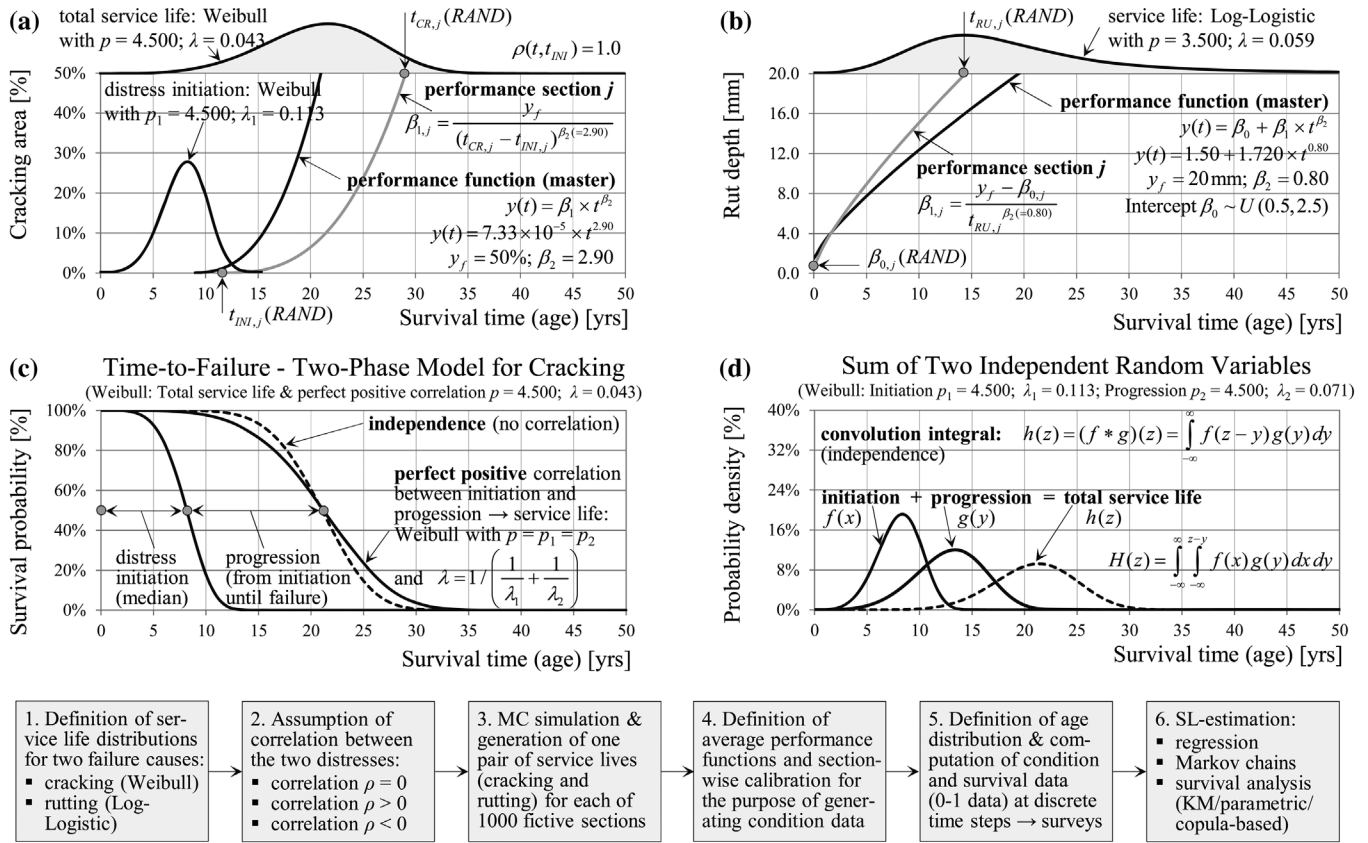 (a)
total service life: Weibull
with p = 4.500; λ = 0.043
t_CR,j (RAND)
ρ(t,t_INI) = 1.0
50%
40%
30%
20%
10%
0%
Cracking area [%]
distress initiation: Weibull
with p₁ = 4.500; λ₁ = 0.113
performance section j
β_1,j = y_f / (t_CR,j − t_INI,j)^β₂(=2.90)
performance function (master)
y(t) = β₁ × t^β₂
y(t) = 7.33×10⁻⁵ × t^2.90
y_f = 50%; β₂ = 2.90
0 5 10 15 20 25 30 35 40 45 50
t_INI,j (RAND)
Survival time (age) [yrs]
(b)
t_RU,j (RAND)
service life: Log-Logistic
with p = 3.500; λ = 0.059
20.0
16.0
12.0
8.0
4.0
0.0
Rut depth [mm]
performance function (master)
y(t) = β₀ + β₁ × t^β₂
y(t) = 1.50 + 1.720 × t^0.80
y_f = 20 mm; β₂ = 0.80
Intercept β₀ ~ U (0.5, 2.5)
performance section j
β_1,j = (y_f − β_0,j) / t_RU,j^β₂(=0.80)
β_0,j (RAND)
0 5 10 15 20 25 30 35 40 45 50
Survival time (age) [yrs]
(c)
Time-to-Failure - Two-Phase Model for Cracking
(Weibull: Total service life & perfect positive correlation p = 4.500; λ = 0.043)
100%
80%
60%
40%
20%
0%
Survival probability [%]
independence (no correlation)
perfect positive correlation
between initiation and
progession → service life:
Weibull with p = p₁ = p₂
and λ = 1/(1/λ₁ + 1/λ₂)
distress
initiation
(median)
progression
(from initiation
until failure)
0 5 10 15 20 25 30 35 40 45 50
Survival time (age) [yrs]
(d)
Sum of Two Independent Random Variables
(Weibull: Initiation p₁ = 4.500; λ₁ = 0.113; Progression p₂ = 4.500; λ₂ = 0.071)
40%
32%
24%
16%
8%
0%
Probability density [%]
convolution integral: h(z) = (f * g)(z) = ∫_−∞^∞ f(z − y) g(y) dy
(independence)
initiation + progression = total service life
f(x) g(y) h(z)
H(z) = ∫_−∞^∞ ∫_−∞^z−y f(x) g(y) dx dy
0 5 10 15 20 25 30 35 40 45 50
Survival time (age) [yrs]
1. Definition of ser-
vice life distributions
for two failure causes:
▪ cracking (Weibull)
▪ rutting (Log-
Logistic)
2. Assumption of
correlation between
the two distresses:
▪ correlation ρ = 0
▪ correlation ρ > 0
▪ correlation ρ < 0
3. MC simulation &
generation of one
pair of service lives
(cracking and
rutting) for each of
1000 fictive sections
4. Definition of
average performance
functions and section-
wise calibration for
the purpose of gener-
ating condition data
5. Definition of age
distribution & com-
putation of condition
and survival data
(0-1 data) at discrete
time steps → surveys
6. SL-estimation:
▪ regression
▪ Markov chains
▪ survival analysis
(KM/parametric/
copula-based)